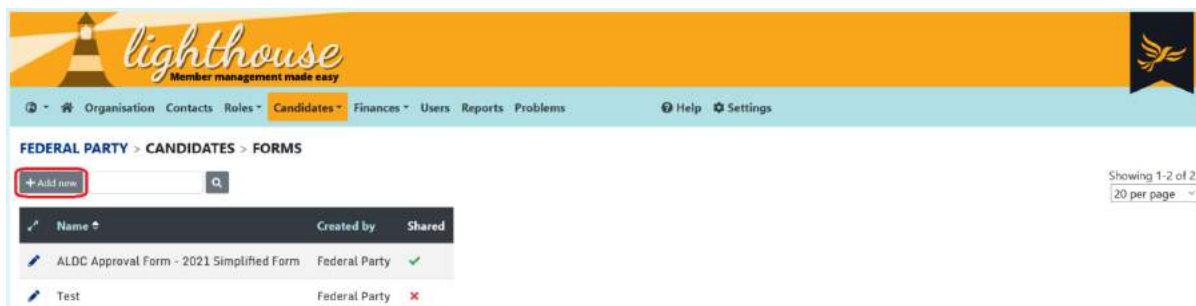 lighthouse
Member management made easy
Organisation Contacts Roles Candidates Finances Users Reports Problems Help Settings
FEDERAL PARTY > CANDIDATES > FORMS
+ Add new
Showing 1-2 of 2
20 per page
Name Created by Shared
ALDC Approval Form - 2021 Simplified Form Federal Party
Test Federal Party